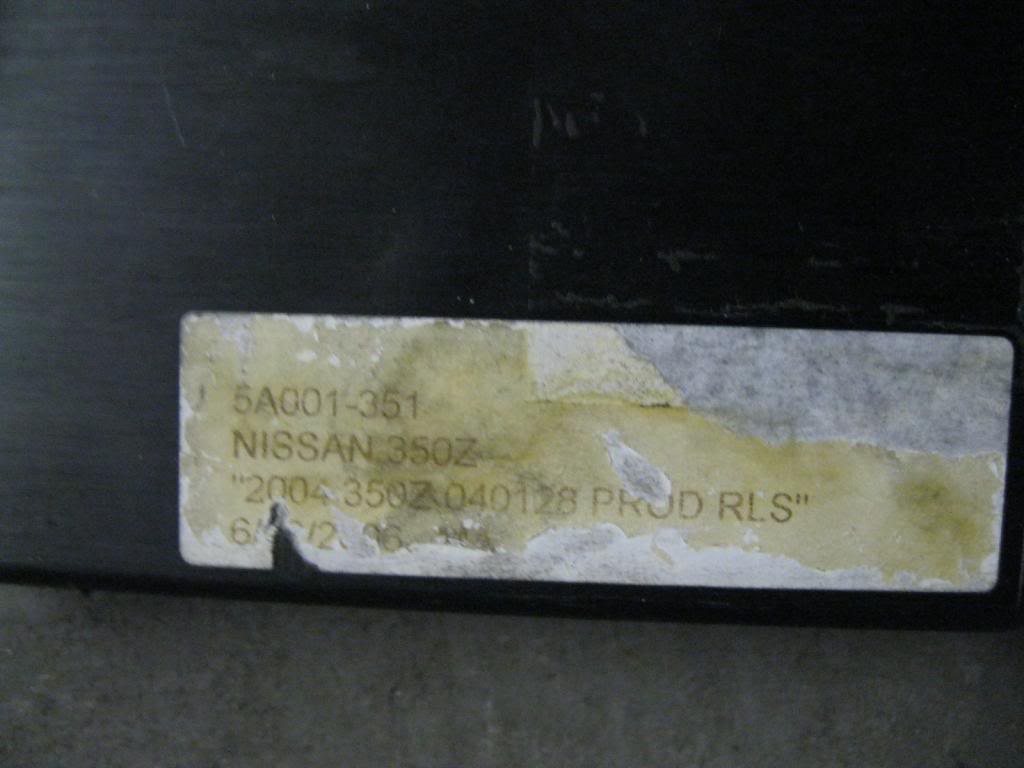 5A001-351
NISSAN 350Z
"2004 350Z 040128 PROD RLS"